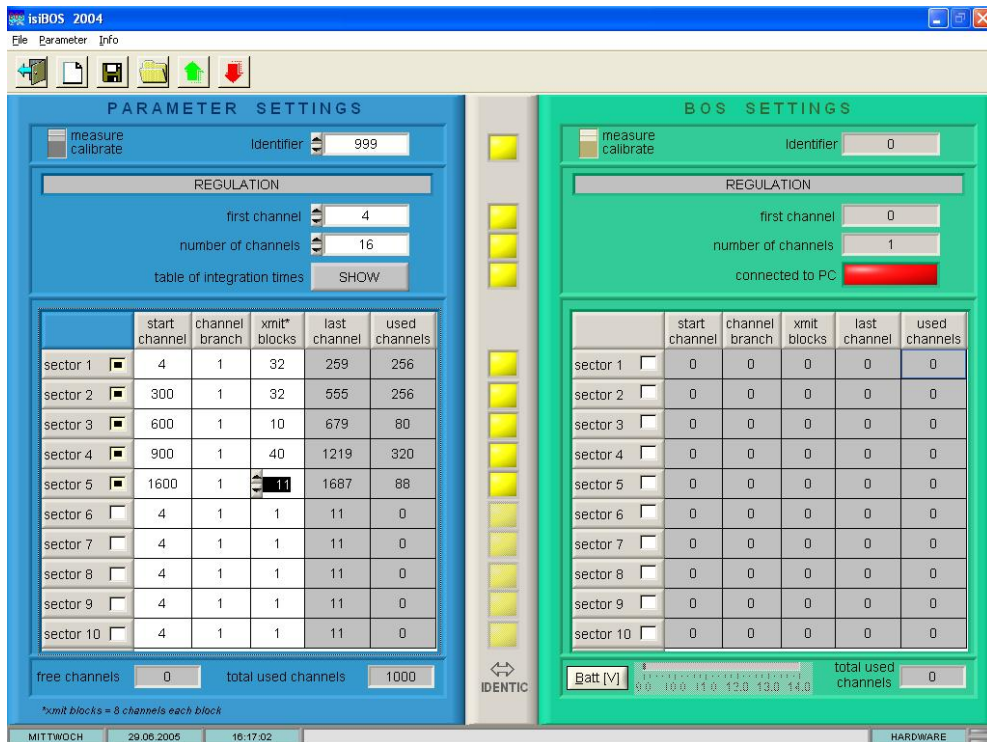 isiBOS 2004
File Parameter Info
PARAMETER SETTINGS
measure
calibrate
Identifier 999
REGULATION
first channel 4
number of channels 16
table of integration times SHOW
start channel channel branch xmit* blocks last channel used channels
sector 1 4 1 32 259 256
sector 2 300 1 32 555 256
sector 3 600 1 10 679 80
sector 4 900 1 40 1219 320
sector 5 1600 1 11 1687 88
sector 6 4 1 1 11 0
sector 7 4 1 1 11 0
sector 8 4 1 1 11 0
sector 9 4 1 1 11 0
sector 10 4 1 1 11 0
free channels 0 total used channels 1000
*xmit blocks = 8 channels each block
IDENTIC
BOS SETTINGS
measure
calibrate
Identifier 0
REGULATION
first channel 0
number of channels 1
connected to PC
start channel channel branch xmit blocks last channel used channels
sector 1 0 0 0 0 0
sector 2 0 0 0 0 0
sector 3 0 0 0 0 0
sector 4 0 0 0 0 0
sector 5 0 0 0 0 0
sector 6 0 0 0 0 0
sector 7 0 0 0 0 0
sector 8 0 0 0 0 0
sector 9 0 0 0 0 0
sector 10 0 0 0 0 0
Batt [V] 9.0 10.0 11.0 12.0 13.0 14.0 total used channels 0
MITTWOCH 29.06.2005 16:17:02 HARDWARE